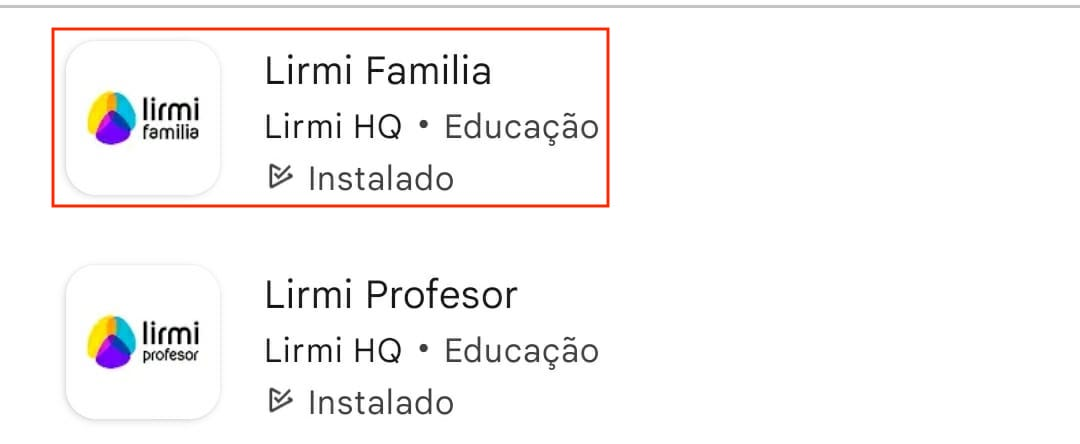 lirmi
familia
Lirmi Familia
Lirmi HQ • Educação
Instalado
lirmi
profesor
Lirmi Profesor
Lirmi HQ • Educação
Instalado